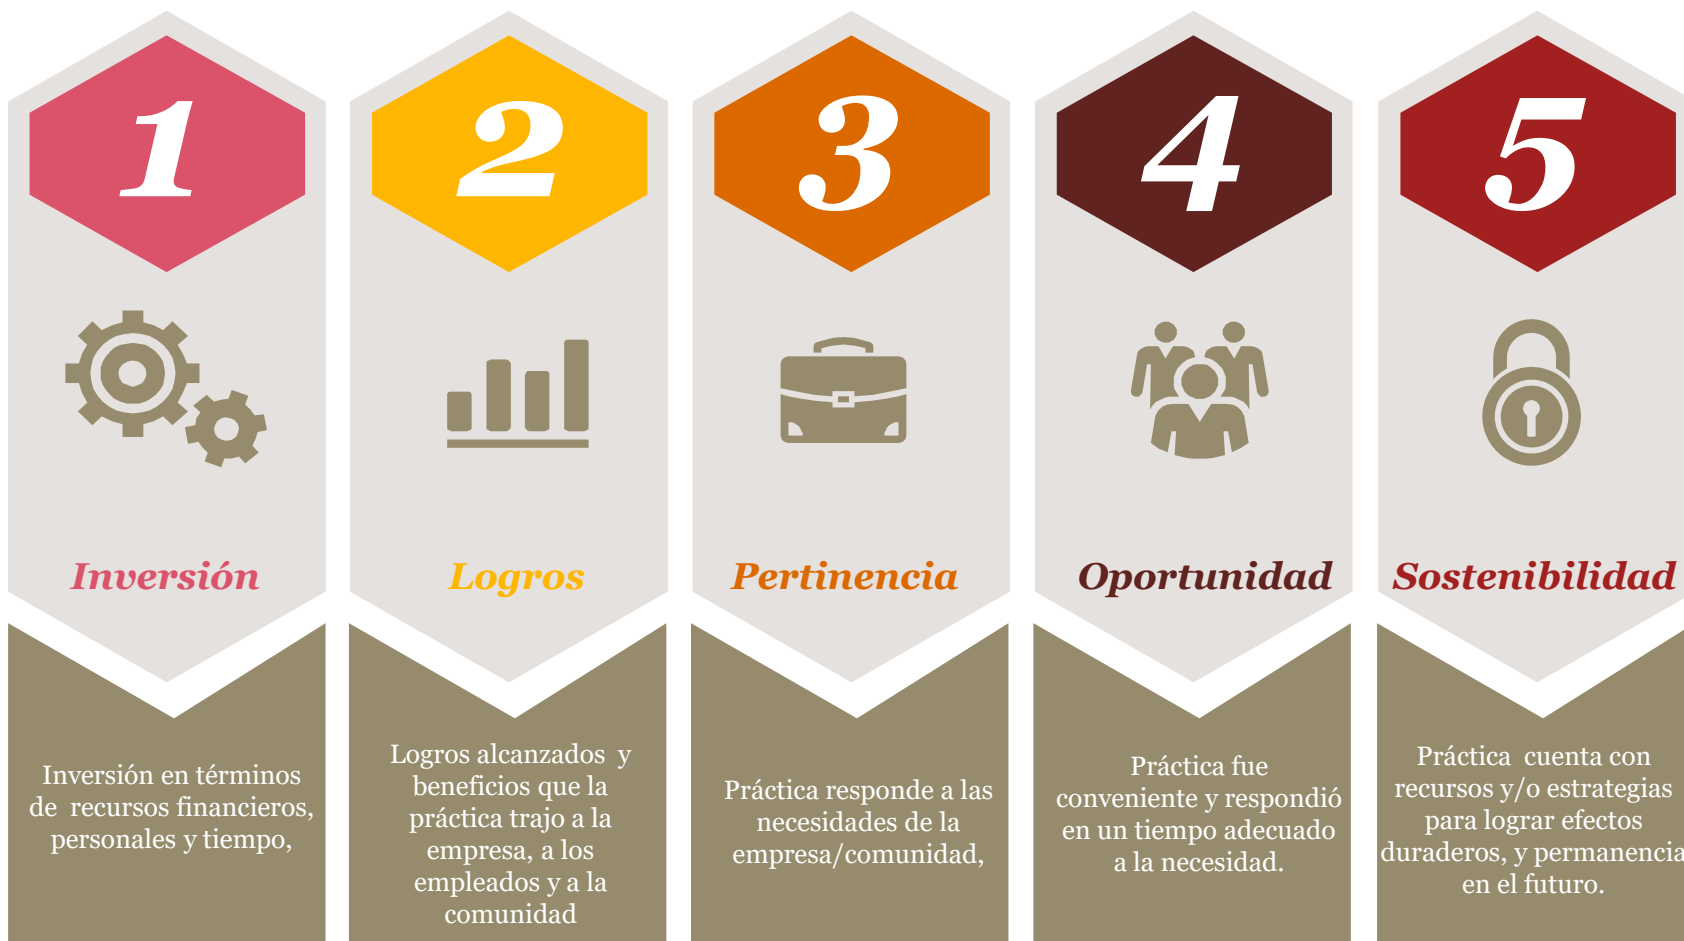 1
Inversión
Inversión en términos
de recursos financieros,
personales y tiempo,
2
Logros
Logros alcanzados y
beneficios que la
práctica trajo a la
empresa, a los
empleados y a la
comunidad
3
Pertinencia
Práctica responde a las
necesidades de la
empresa/comunidad,
4
Oportunidad
Práctica fue
conveniente y respondió
en un tiempo adecuado
a la necesidad.
5
Sostenibilidad
Práctica cuenta con
recursos y/o estrategias
para lograr efectos
duraderos, y permanencia
en el futuro.